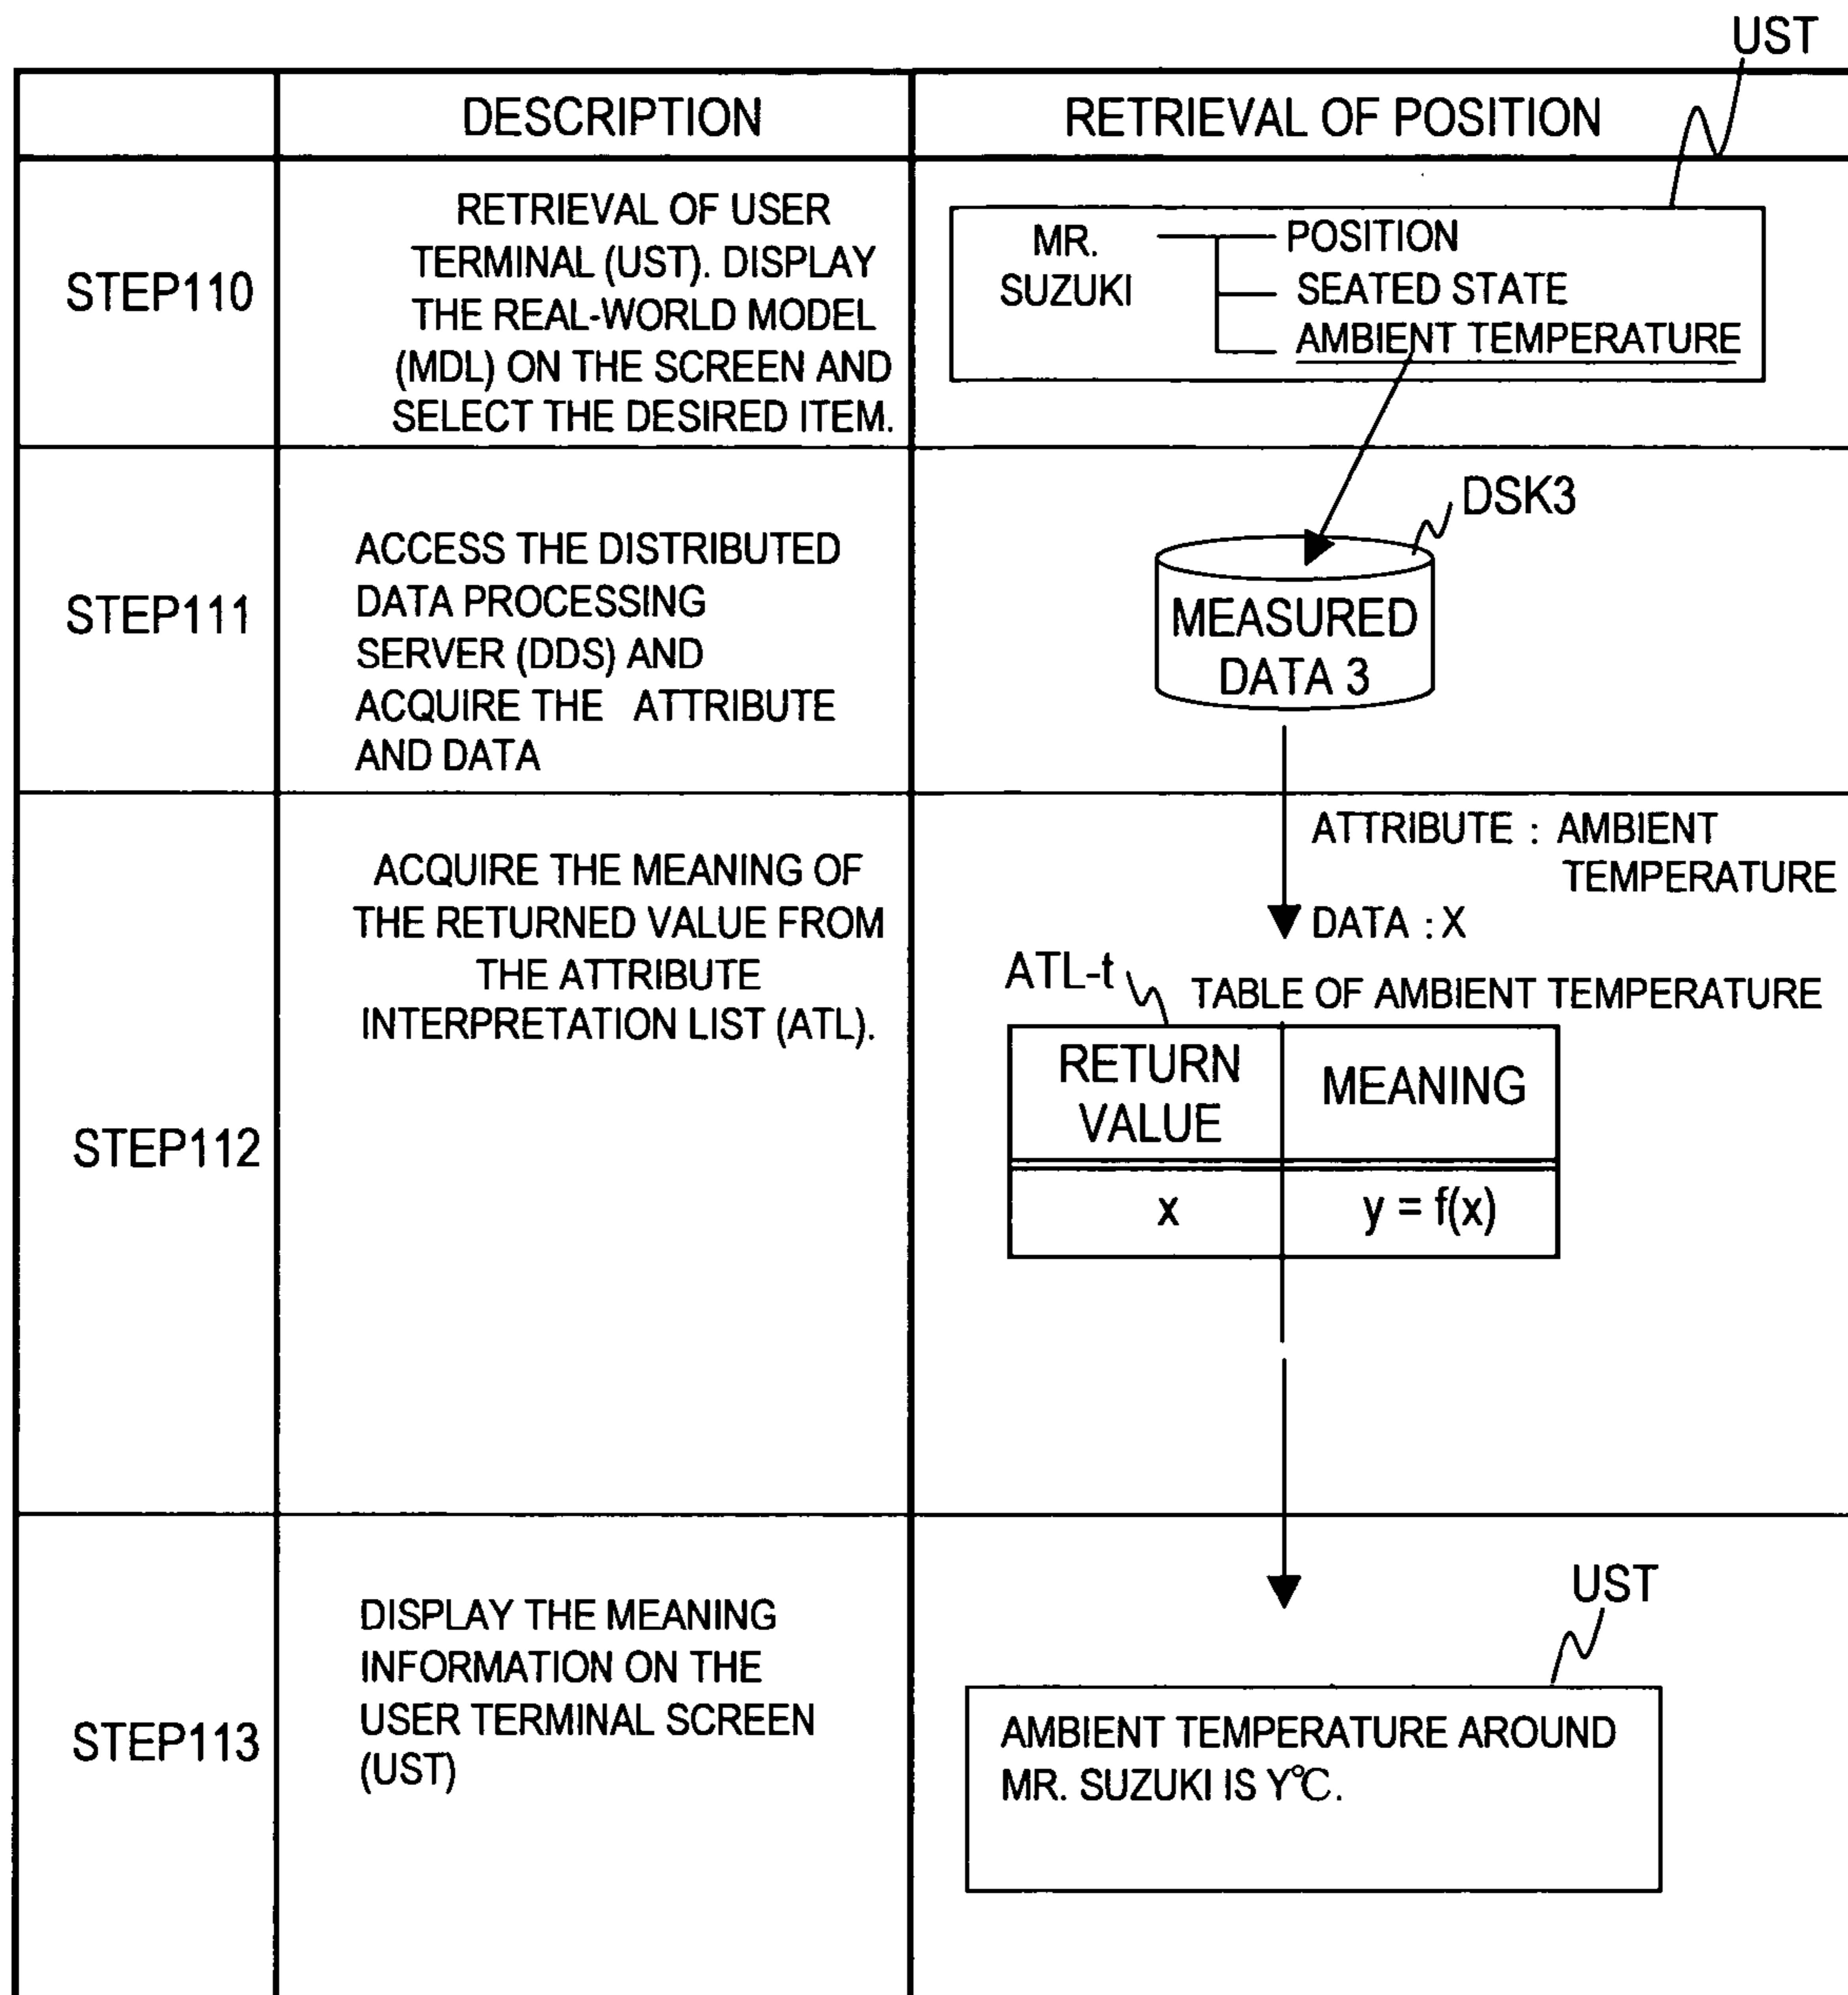 UST
DESCRIPTION
RETRIEVAL OF POSITION
STEP110
RETRIEVAL OF USER
TERMINAL (UST). DISPLAY
THE REAL-WORLD MODEL
(MDL) ON THE SCREEN AND
SELECT THE DESIRED ITEM.
MR.
SUZUKI
POSITION
SEATED STATE
AMBIENT TEMPERATURE
STEP111
ACCESS THE DISTRIBUTED
DATA PROCESSING
SERVER (DDS) AND
ACQUIRE THE ATTRIBUTE
AND DATA
DSK3
MEASURED
DATA 3
STEP112
ACQUIRE THE MEANING OF
THE RETURNED VALUE FROM
THE ATTRIBUTE
INTERPRETATION LIST (ATL).
ATTRIBUTE : AMBIENT
TEMPERATURE
DATA : X
ATL-t
TABLE OF AMBIENT TEMPERATURE
RETURN
VALUE
MEANING
x
y = f(x)
STEP113
DISPLAY THE MEANING
INFORMATION ON THE
USER TERMINAL SCREEN
(UST)
UST
AMBIENT TEMPERATURE AROUND
MR. SUZUKI IS Y℃.